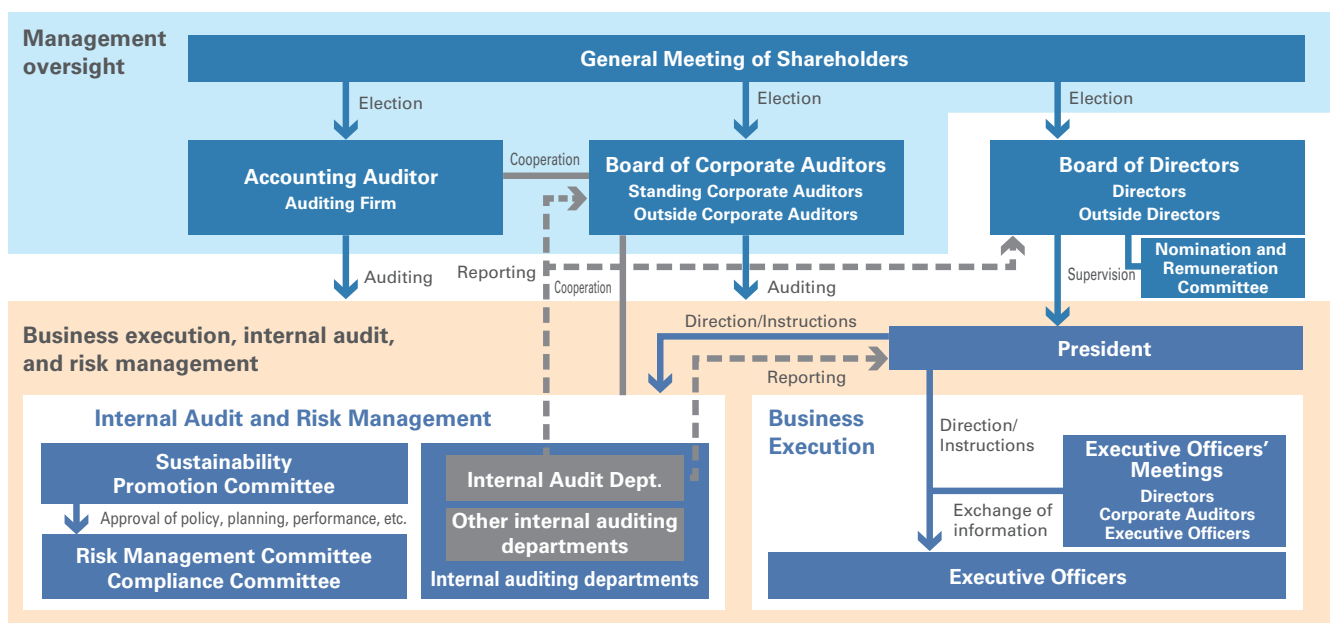 Management
oversight
General Meeting of Shareholders
Election
Election
Election
Accounting Auditor
Auditing Firm
Cooperation
Board of Corporate Auditors
Standing Corporate Auditors
Outside Corporate Auditors
Board of Directors
Directors
Outside Directors
Auditing
Reporting
Cooperation
Auditing
Supervision
Nomination and
Remuneration
Committee
Business execution, internal audit,
and risk management
Direction/Instructions
President
Reporting
Internal Audit and Risk Management
Sustainability
Promotion Committee
Approval of policy, planning, performance, etc.
Risk Management Committee
Compliance Committee
Internal Audit Dept.
Other internal auditing
departments
Internal auditing departments
Business
Execution
Direction/
Instructions
Executive Officers’
Meetings
Directors
Corporate Auditors
Executive Officers
Exchange of
information
Executive Officers